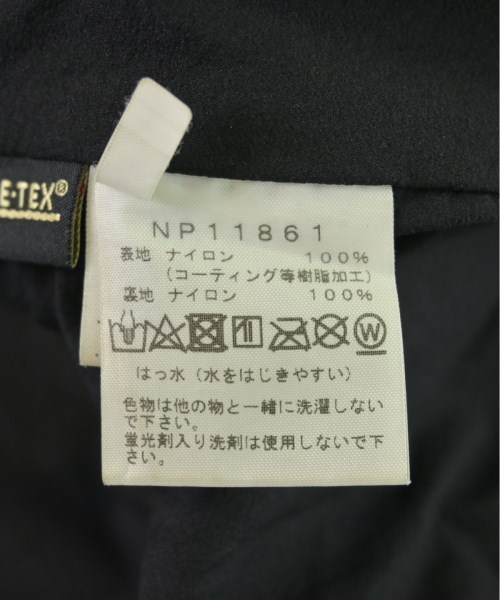 E-TEX®
NP11861
表地 ナイロン 100%
(コーティング等樹脂加工)
裏地 ナイロン 100%
W
はっ水（水をはじきやすい）
色物は他の物と一緒に洗濯しない
で下さい。
蛍光剤入り洗剤は使用しないで下
さい。